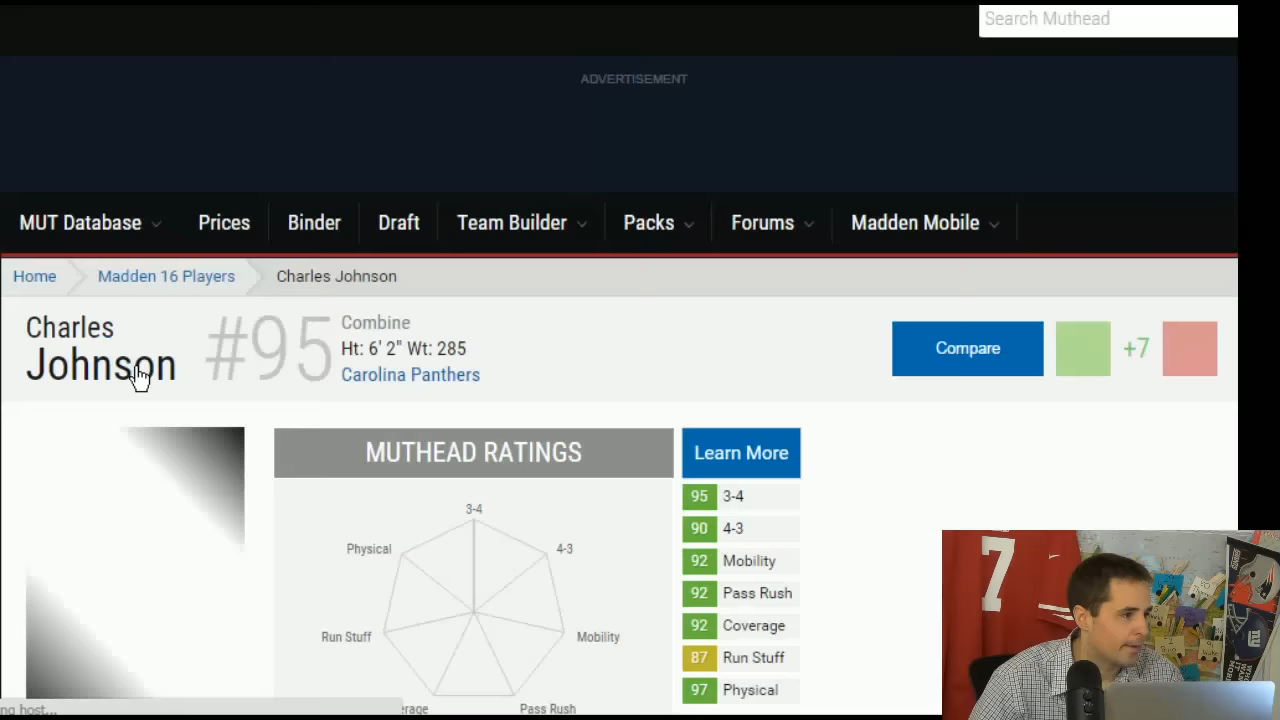 Search Muthead
ADVERTISEMENT
MUT Database
Prices
Binder
Draft
Team Builder
Packs
Forums
Madden Mobile
Home
Madden 16 Players
Charles Johnson
Charles
Johnson
#95
Combine
Ht: 6' 2" Wt: 285
Carolina Panthers
Compare
+7
MUTHEAD RATINGS
Learn More
3-4
4-3
Mobility
Pass Rush
erage
Run Stuff
Physical
95 3-4
90 4-3
92 Mobility
92 Pass Rush
92 Coverage
87 Run Stuff
97 Physical
ng host...
7